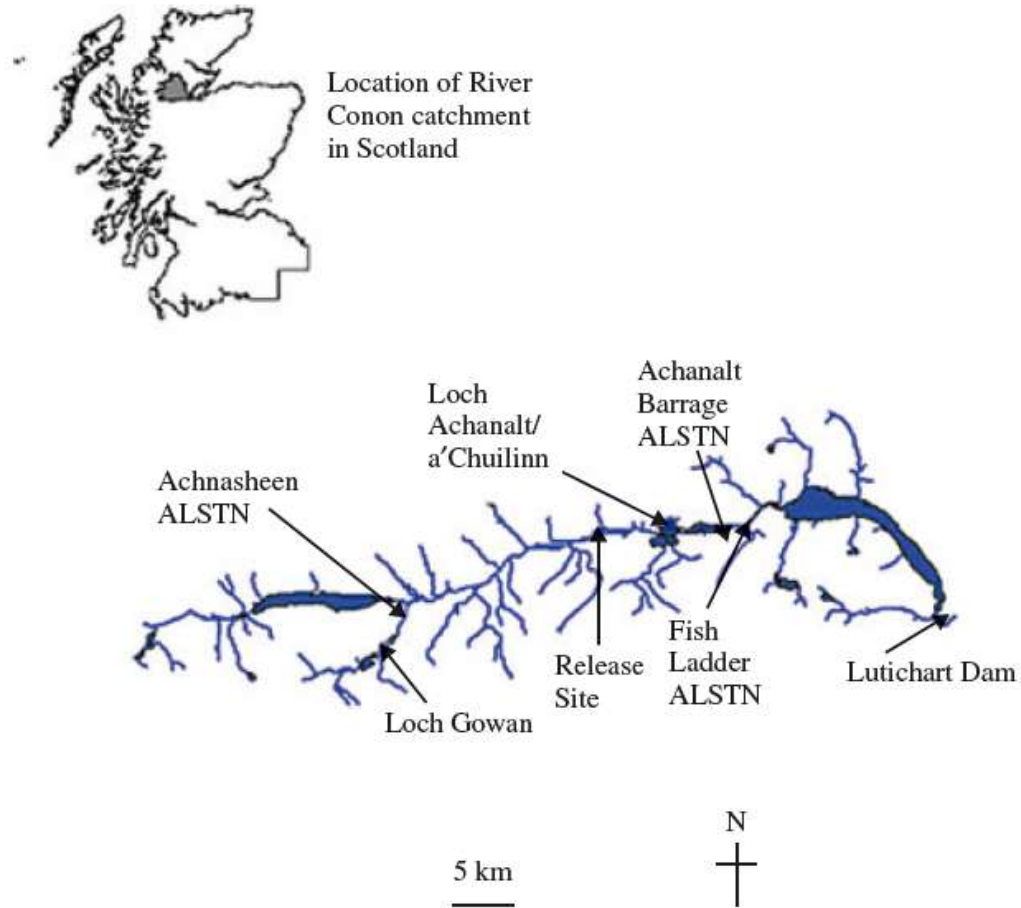 Location of River
Conon catchment
in Scotland
Loch
Achanalt/
a′Chuilinn
Achanalt
Barrage
ALSTN
Achnasheen
ALSTN
Release
Site
Fish
Ladder
ALSTN
Lutichart Dam
Loch Gowan
N
5 km